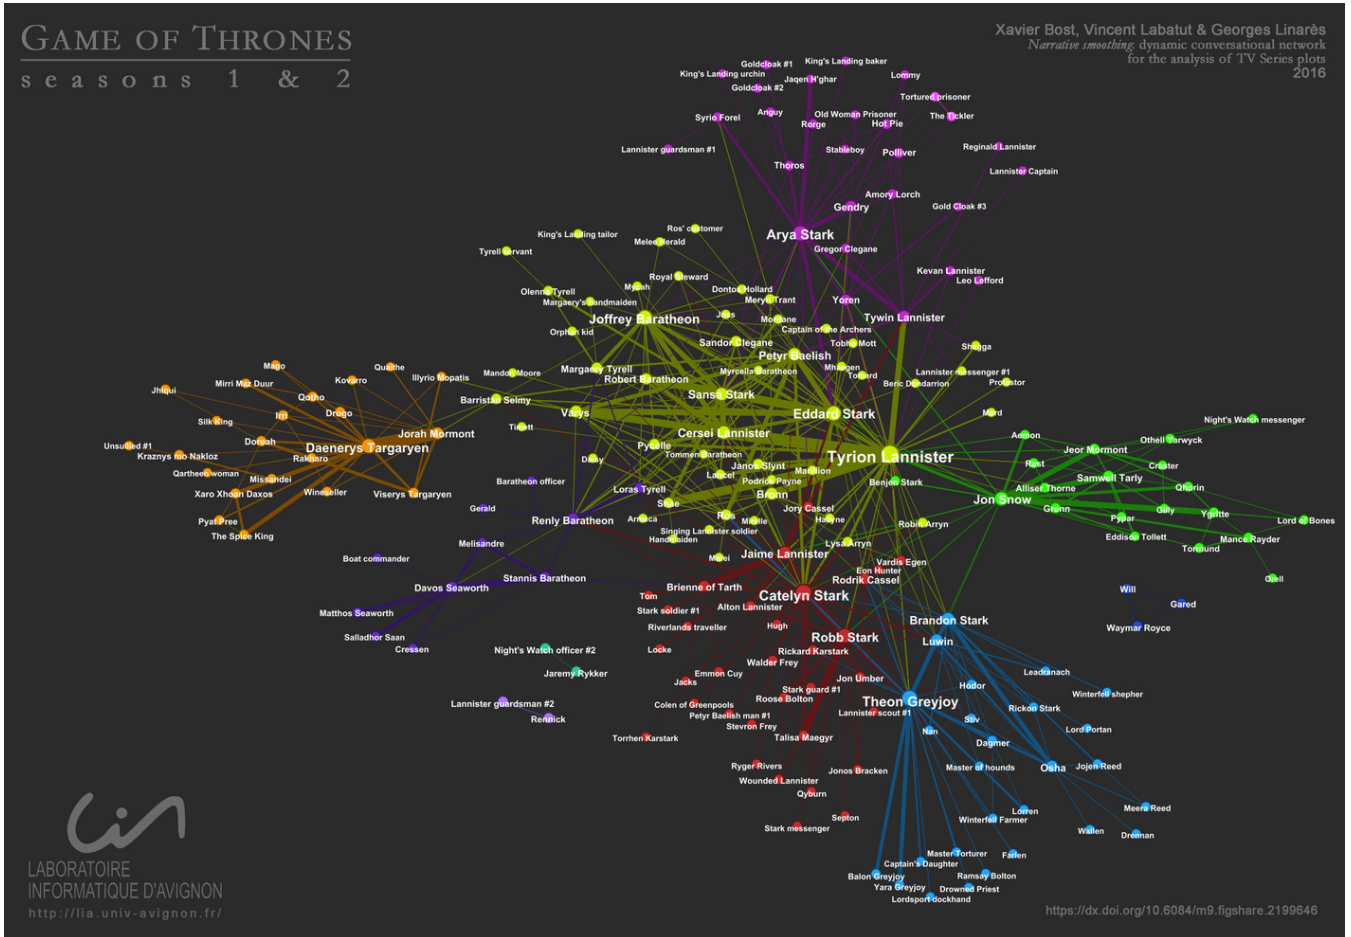 GAME OF THRONES
seasons 1 & 2
Xavier Bost, Vincent Labatut & Georges Linarès
Narrative smoothing: dynamic conversational network
for the analysis of TV Series plots
2016
Goldcloak #1
King's Landing baker
King's Landing urchin
Jaqen H'ghar
Lommy
Goldcloak #2
Tortured prisoner
Syrio Forel
Anguy
Old Woman Prisoner
The Tickler
Rorge
Hot Pie
Lannister guardsman #1
Stableboy
Polliver
Reginald Lannister
Thoros
Lannister Captain
Amory Lorch
Gendry
Gold Cloak #3
Arya Stark
Ros' customer
King's Landing tailor
Melee Herald
Tyrell servant
Gregor Clegane
Kevan Lannister
Leo Lefford
Royal Steward
Olenna Tyrell
Mycah
Dontos Hollard
Margaery's handmaiden
Meryn Trant
Yoren
Joffrey Baratheon
Joss
Mordane
Tywin Lannister
Orphan kid
Captain of the Archers
Sandor Clegane
Tobho Mott
Shagga
Petyr Baelish
Margaery Tyrell
Mhaegen
Myrcella Baratheon
Tomard
Lannister messenger #1
Mandon Moore
Robert Baratheon
Beric Dondarrion
Protestor
Mago
Quaithe
Kovarro
Illyrio Mopatis
Mirri Maz Duur
Jhiqui
Qotho
Barristan Selmy
Sansa Stark
Drogo
Irri
Varys
Eddard Stark
Mord
Silk King
Timett
Night's Watch messenger
Unsullied #1
Doreah
Jorah Mormont
Cersei Lannister
Aemon
Othell Yarwyck
Daenerys Targaryen
Pycelle
Jeor Mormont
Kraznys mo Nakloz
Rakharo
Daisy
Tommen Baratheon
Tyrion Lannister
Rast
Craster
Qartheen woman
Missandei
Lancel
Janos Slynt
Marillion
Samwell Tarly
Podrick Payne
Benjen Stark
Alliser Thorne
Qhorin
Xaro Xhoan Daxos
Wineseller
Viserys Targaryen
Baratheon officer
Loras Tyrell
Bronn
Jon Snow
Shae
Jory Cassel
Grenn
Gilly
Ygritte
Gerald
Renly Baratheon
Armeca
Ros
Mirelle
Hallyne
Robin Arryn
Pypar
Lord of Bones
Pyat Pree
Singing Lannister soldier
The Spice King
Handmaiden
Eddison Tollett
Mance Rayder
Melisandre
Lysa Arryn
Tormund
Boat commander
Matei
Jaime Lannister
Vardis Egen
Eon Hunter
Stannis Baratheon
Rodrik Cassel
Orell
Davos Seaworth
Brienne of Tarth
Catelyn Stark
Will
Tom
Gared
Matthos Seaworth
Stark soldier #1
Alton Lannister
Brandon Stark
Waymar Royce
Riverlands traveller
Hugh
Salladhor Saan
Robb Stark
Luwin
Cressen
Night's Watch officer #2
Locke
Rickard Karstark
Walder Frey
Jaremy Rykker
Emmon Cuy
Leadranach
Jacks
Jon Umber
Hodor
Stark guard #1
Winterfell shepher
Lannister guardsman #2
Colen of Greenpools
Roose Bolton
Theon Greyjoy
Rickon Stark
Rennick
Petyr Baelish man #1
Lannister scout #1
Stiv
Stevron Frey
Nan
Lord Portan
Torrhen Karstark
Talisa Maegyr
Dagmer
Ryger Rivers
Jonos Bracken
Master of hounds
Osha
Jojen Reed
Wounded Lannister
Qyburn
Lorren
Meera Reed
Septon
Winterfell Farmer
Stark messenger
Wallen
Drennan
Master Torturer
Farlen
Captain's Daughter
Balon Greyjoy
Ramsay Bolton
Yara Greyjoy
Drowned Priest
Lordsport dockhand
LABORATOIRE
INFORMATIQUE D'AVIGNON
http://lia.univ-avignon.fr/
https://dx.doi.org/10.6084/m9.figshare.2199646